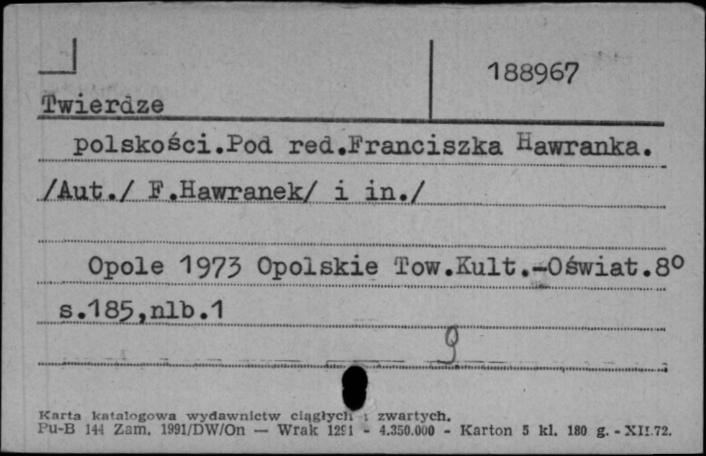 188967
Twierdze
polskości.Pod red.Franciszka Hawranka.
/Aut./ F.Hawranek/ i in./
Opole 1973 Opolskie Tow.Kult.-Oświat.8°
s.185,nlb.1
9
Karta katalogowa wydawnictw ciągłych i zwartych.
Pu-B 144 Zam. 1991/DW/On — Wrak 1291 - 4.350.000 - Karton 5 kl. 180 g. - XII.72.